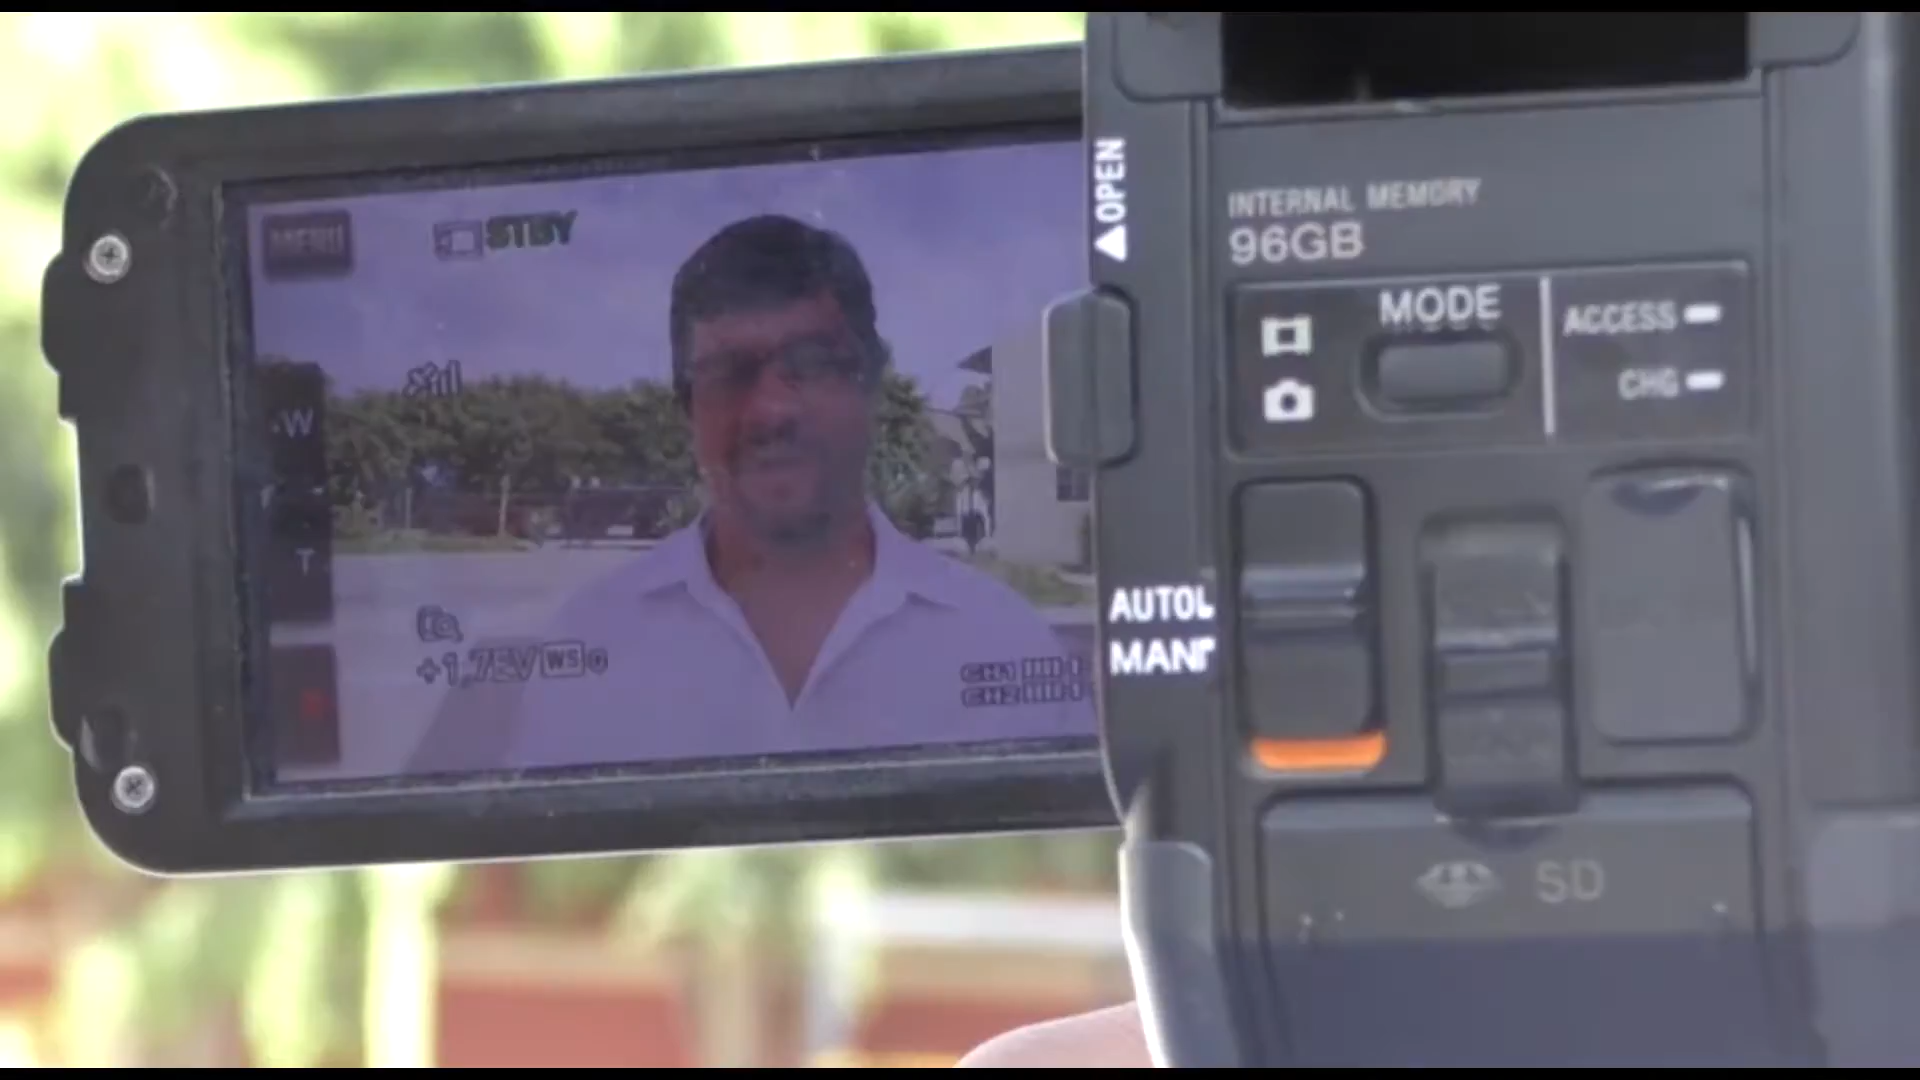 MENU
STBY
W
T
+1.7EV WS
CH1
CH2
OPEN
INTERNAL MEMORY
96GB
MODE
ACCESS
CHG
AUTO
MAN
SD